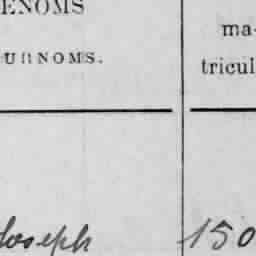 ENOMS
URNOMS.
ma-
tricul
Joseph
150